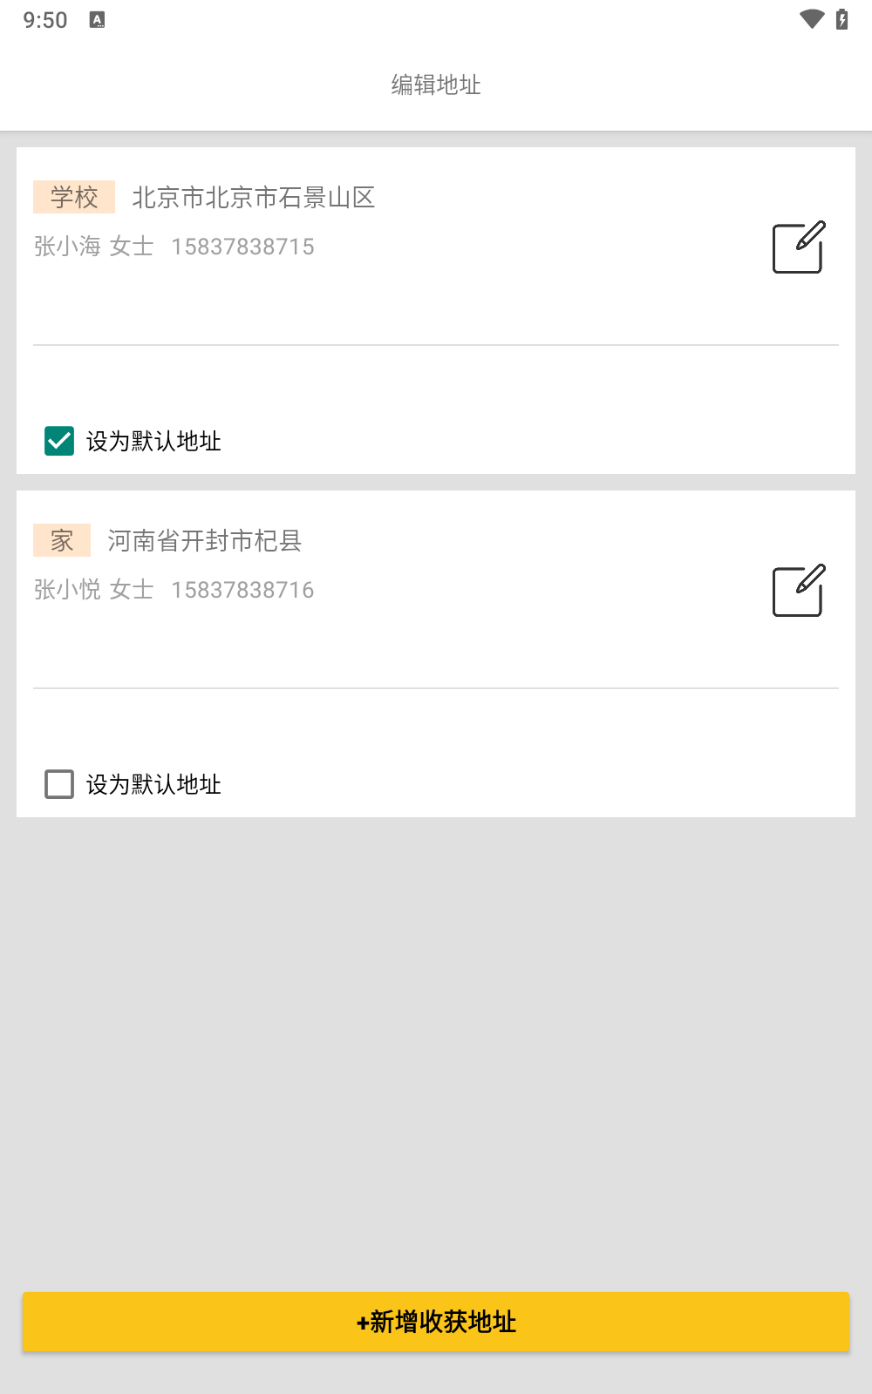 9:50
编辑地址
学校 北京市北京市石景山区
张小海 女士 15837838715
设为默认地址
家 河南省开封市杞县
张小悦 女士 15837838716
设为默认地址
+新增收获地址